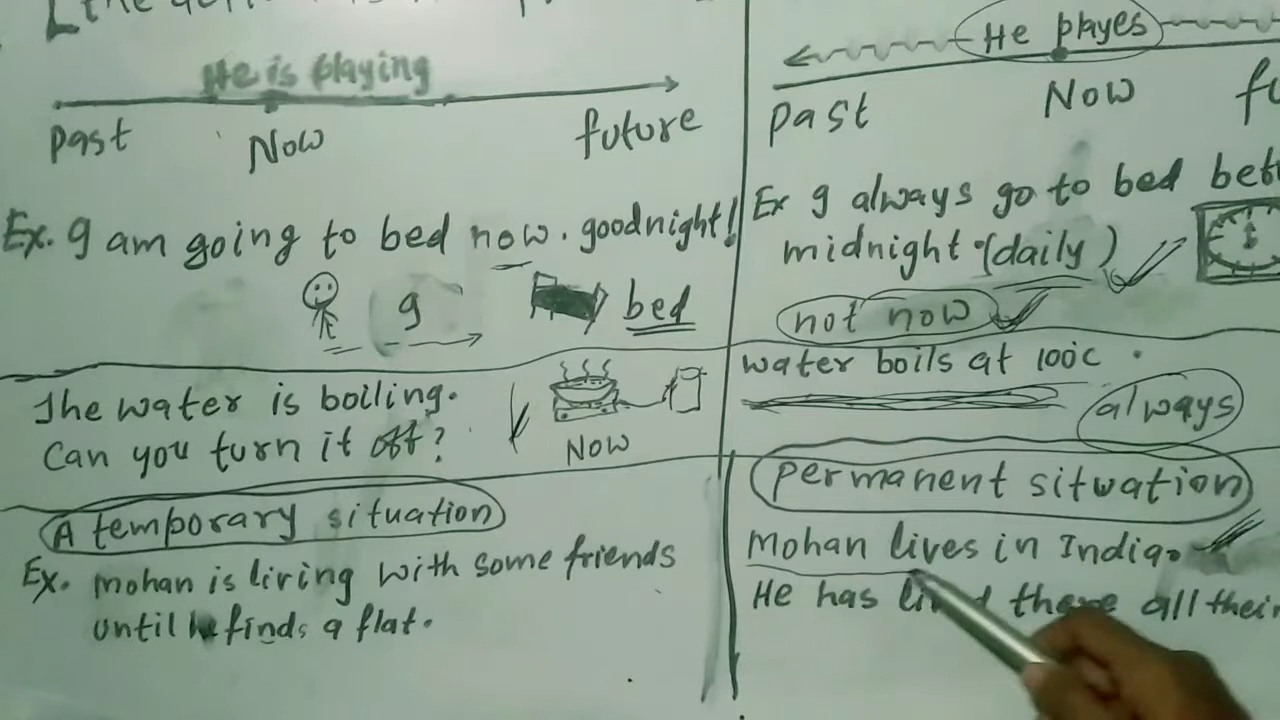 He is playing
Past Now future
Ex. I am going to bed now. goodnight!
I bed
The water is boiling.
Can you turn it off?
Now
A temporary situation
Ex. Mohan is living with some friends
until he finds a flat.
He playes
Past Now
Ex I always go to bed
midnight. (daily)
not now
water boils at 100c.
always
Permanent situation
Mohan lives in India.
He has lived there all their